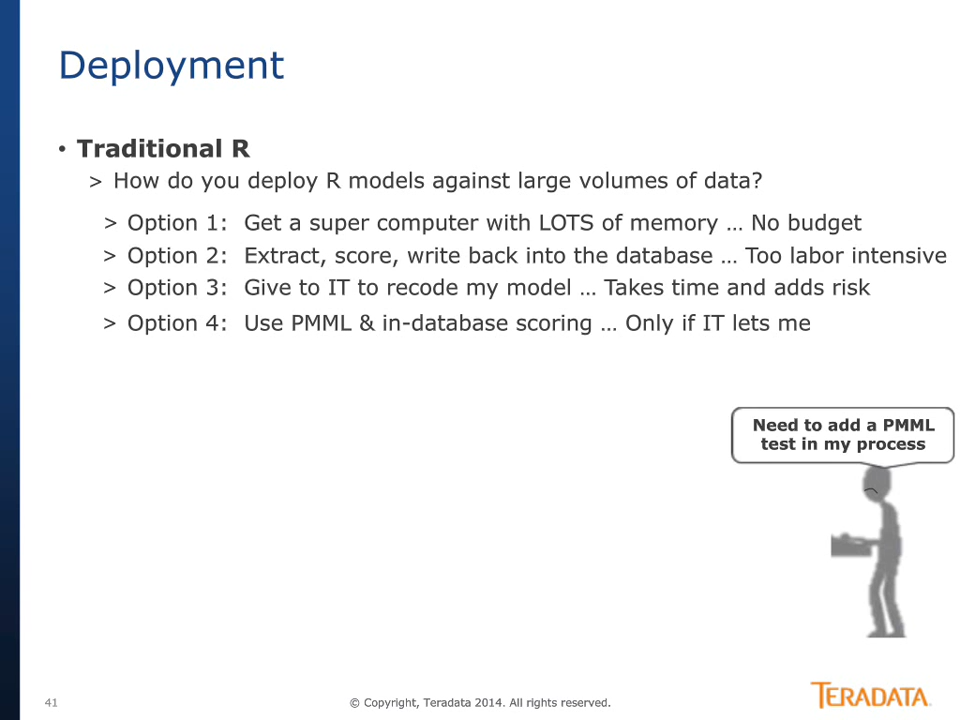 Deployment
• Traditional R
> How do you deploy R models against large volumes of data?
> Option 1: Get a super computer with LOTS of memory … No budget
> Option 2: Extract, score, write back into the database … Too labor intensive
> Option 3: Give to IT to recode my model … Takes time and adds risk
> Option 4: Use PMML & in-database scoring … Only if IT lets me
Need to add a PMML
test in my process
41
© Copyright, Teradata 2014. All rights reserved.
TERADATA